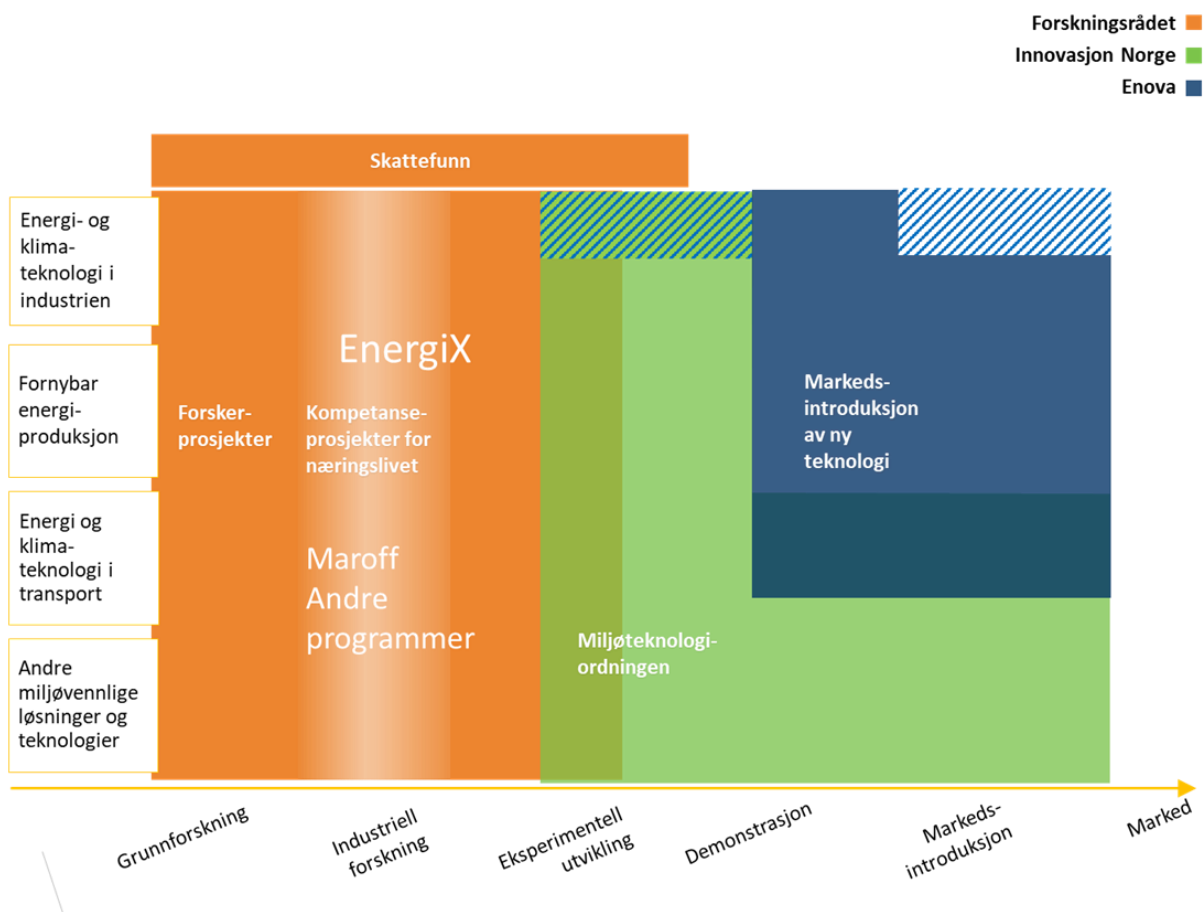 Forskningsrådet
Innovasjon Norge
Enova
Skattefunn
Energi- og
klima-
teknologi i
industrien
Fornybar
energi-
produksjon
Energi og
klima-
teknologi i
transport
Andre
miljøvennlige
løsninger og
teknologier
EnergiX
Forsker-
prosjekter
Kompetanse-
prosjekter for
næringslivet
Maroff
Andre
programmer
Miljøteknologi-
ordningen
Markeds-
introduksjon
av ny
teknologi
Grunnforskning
Industriell
forskning
Eksperimentell
utvikling
Demonstrasjon
Markeds-
introduksjon
Marked